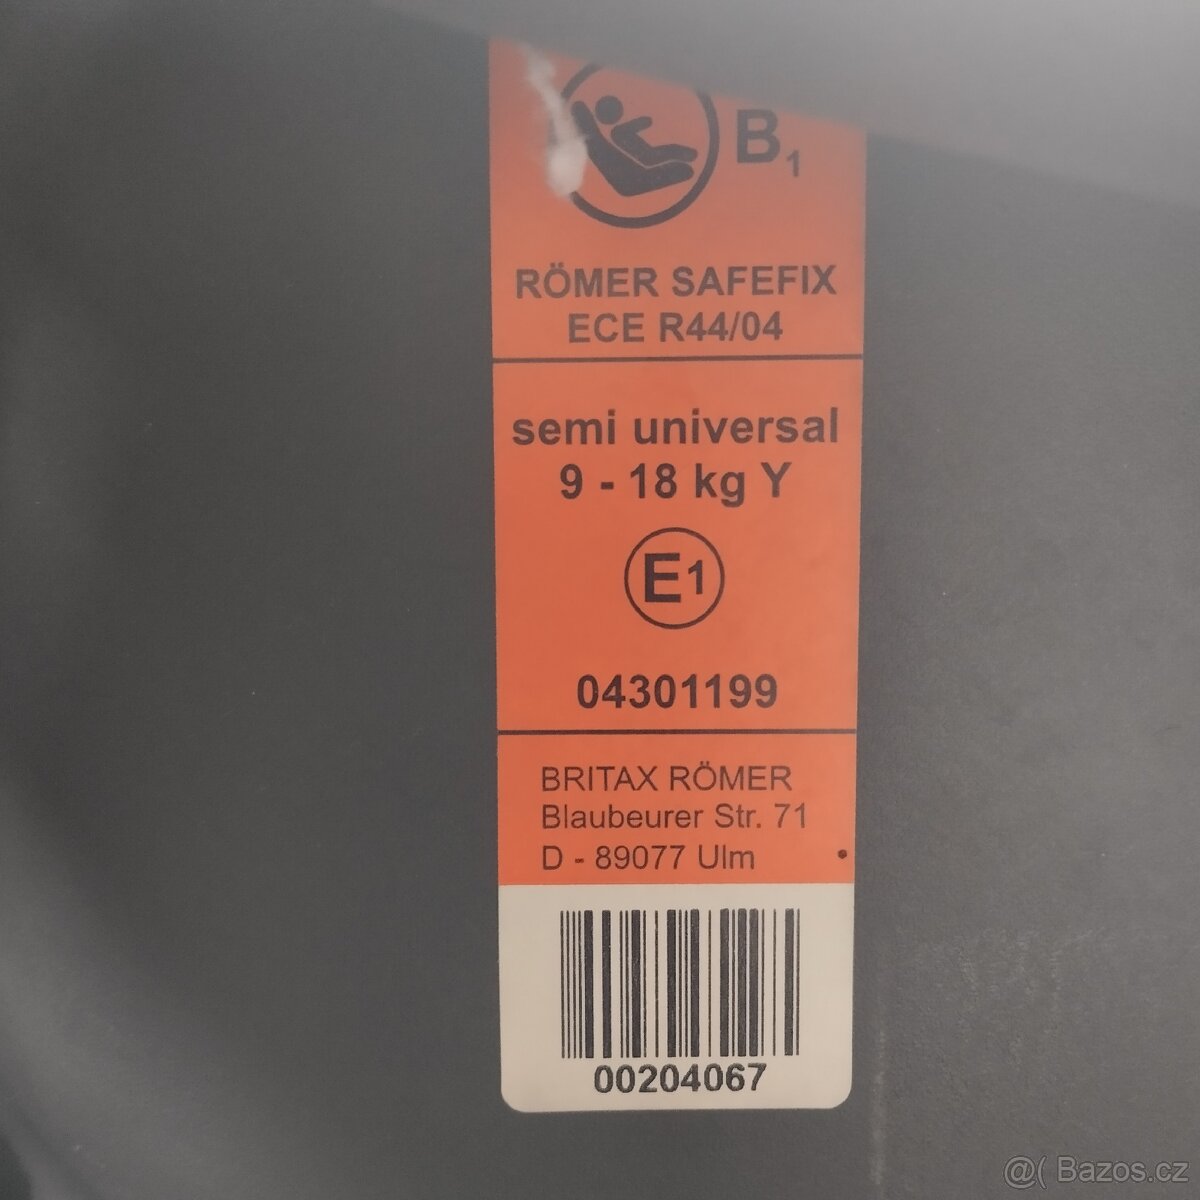 B1
RÖMER SAFEFIX
ECE R44/04
semi universal
9 - 18 kg Y
E1
04301199
BRITAX RÖMER
Blaubeurer Str. 71
D - 89077 Ulm
00204067
@( Bazos.cz